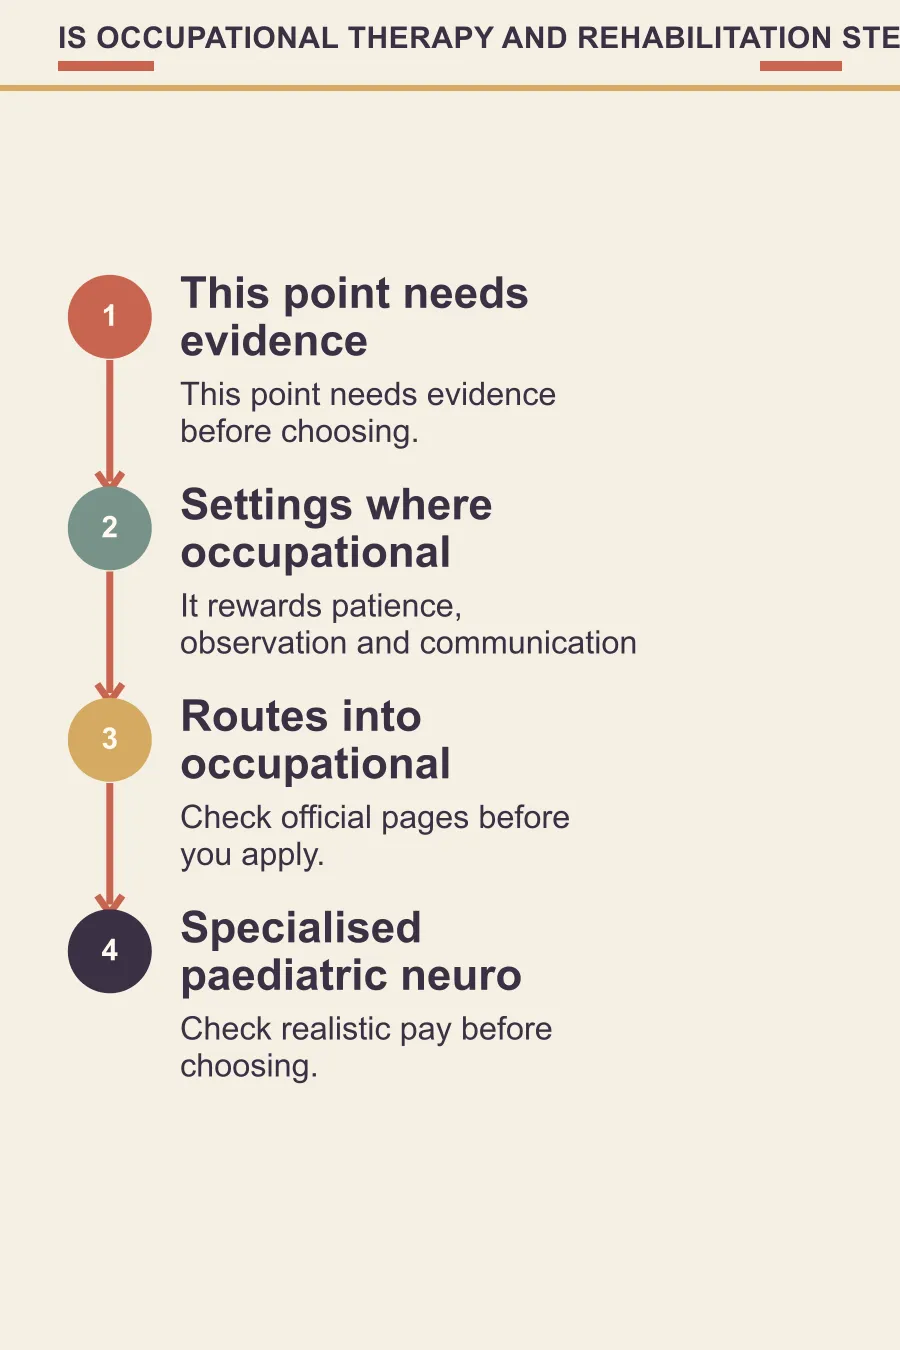 IS OCCUPATIONAL THERAPY AND REHABILITATION STE
1
This point needs
evidence
This point needs evidence
before choosing.
2
Settings where
occupational
It rewards patience,
observation and communication
3
Routes into
occupational
Check official pages before
you apply.
4
Specialised
paediatric neuro
Check realistic pay before
choosing.